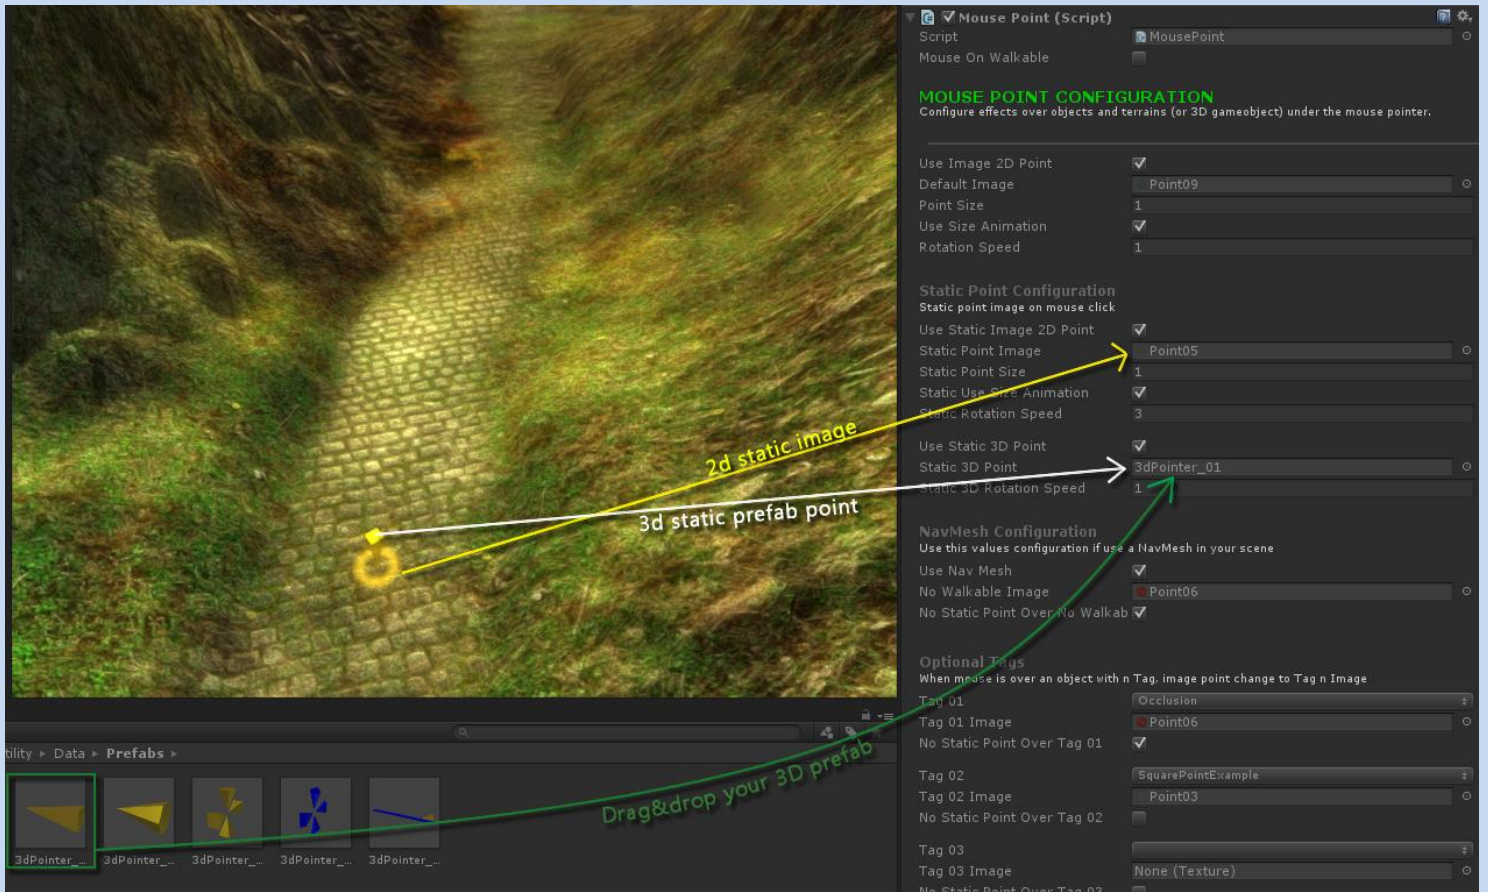 Mouse Point (Script)
Script MousePoint
Mouse On Walkable
MOUSE POINT CONFIGURATION
Configure effects over objects and terrains (or 3D gameobject) under the mouse pointer.
Use Image 2D Point
Default Image Point09
Point Size 1
Use Size Animation
Rotation Speed 1
Static Point Configuration
Static point image on mouse click
Use Static Image 2D Point
Static Point Image Point05
Static Point Size 1
Static Use Size Animation
Static Rotation Speed 3
Use Static 3D Point
Static 3D Point 3dPointer_01
Static 3D Rotation Speed 1
2d static image
3d static prefab point
NavMesh Configuration
Use this values configuration if use a NavMesh in your scene
Use Nav Mesh
No Walkable Image Point06
No Static Point Over No Walkab
Optional Tags
When mouse is over an object with n Tag, image point change to Tag n Image
Tag 01 Occlusion
Tag 01 Image Point06
No Static Point Over Tag 01
Tag 02 SquarePointExample
Tag 02 Image Point03
No Static Point Over Tag 02
Tag 03
Tag 03 Image None (Texture)
No Static Point Over Tag 03
tility ▸ Data ▸ Prefabs ▸
Drag&drop your 3D prefab
3dPointer_... 3dPointer_... 3dPointer_... 3dPointer_... 3dPointer_...